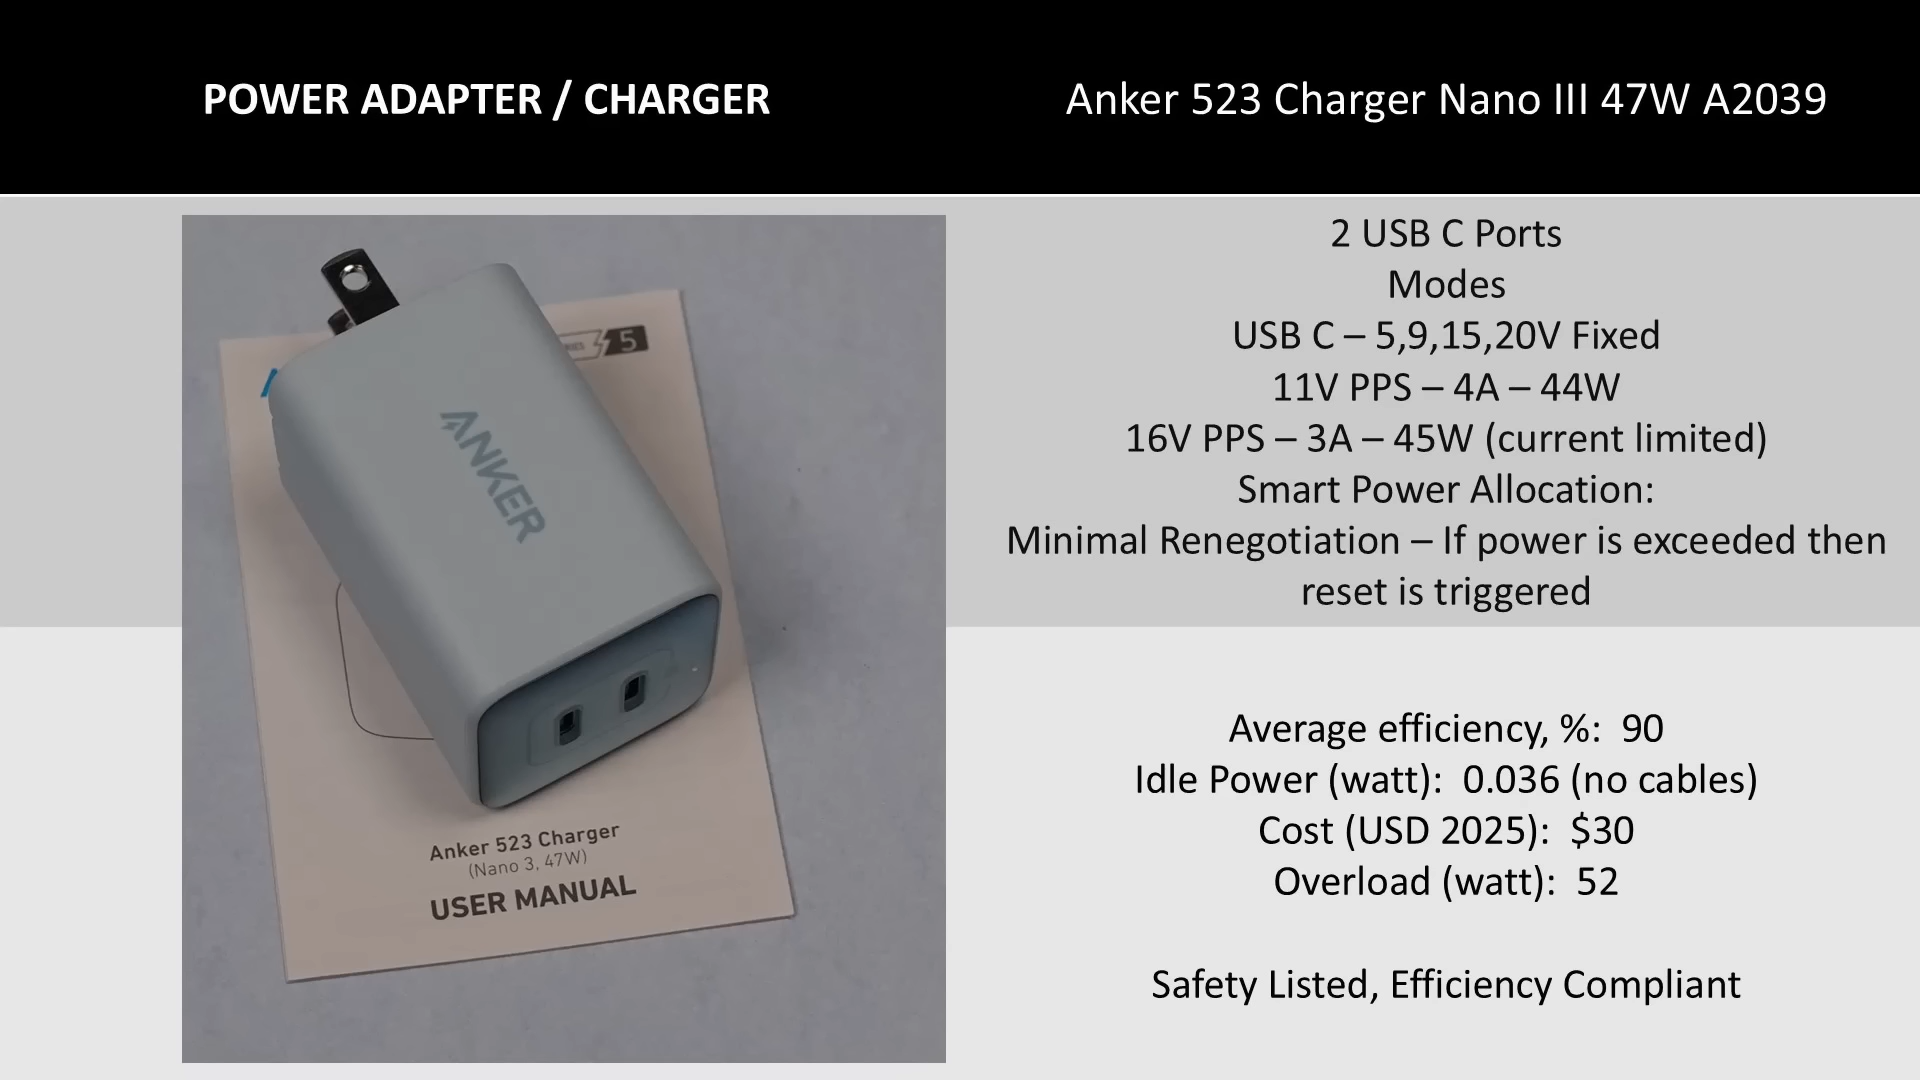 POWER ADAPTER / CHARGER
Anker 523 Charger Nano III 47W A2039
2 USB C Ports
Modes
USB C – 5,9,15,20V Fixed
11V PPS – 4A – 44W
16V PPS – 3A – 45W (current limited)
Smart Power Allocation:
Minimal Renegotiation – If power is exceeded then
reset is triggered
Average efficiency, %: 90
Idle Power (watt): 0.036 (no cables)
Cost (USD 2025): $30
Overload (watt): 52
Safety Listed, Efficiency Compliant
5
ANKER
Anker 523 Charger
(Nano 3, 47W)
USER MANUAL